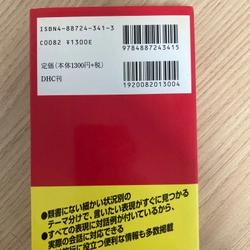 ISBN4-88724-341-3
C0082 ¥1300E
定価(本体1300円+税)
DHC刊
9784887243415
1920082013004
●類書にない細かい状況別の
テーマ分けで、言いたい表現がすぐに見つかる
●すべての表現に対話例が付いているから、
実際の会話に対応できる
旅行に役立つ便利な情報も多数掲載